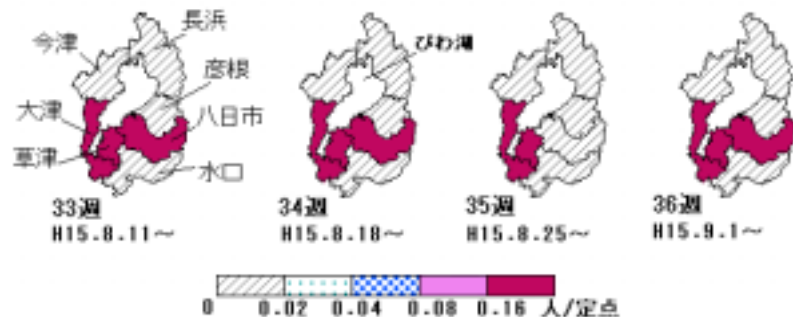 長浜
今津
びわ湖
彦根
大津
八日市
草津
水口
33週
H15.8.11～
34週
H15.8.18～
35週
H15.8.25～
36週
H15.9.1～
0 0.02 0.04 0.08 0.16 人/定点